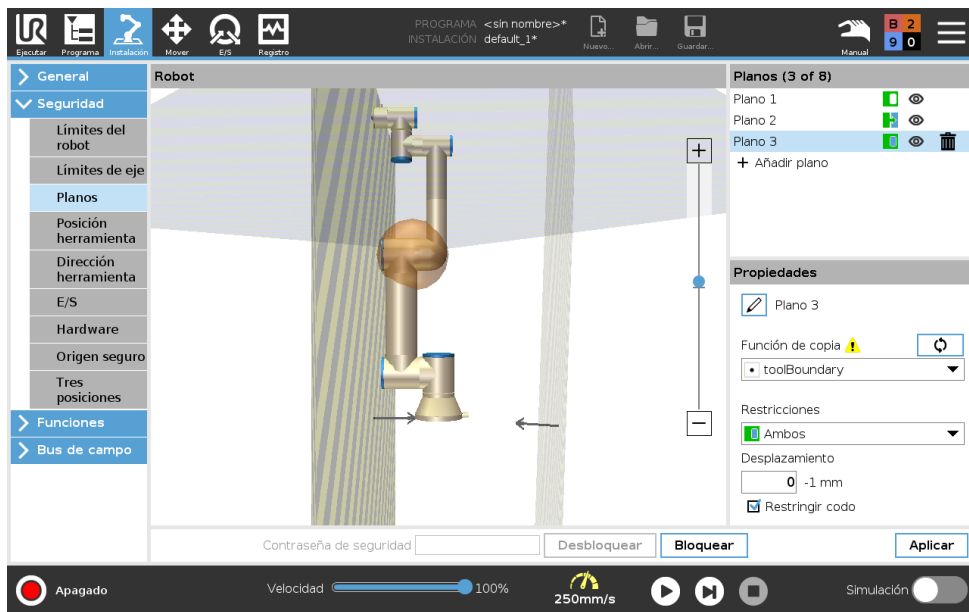 PROGRAMA <sin nombre>*
INSTALACIÓN default_1*
Ejecutar
Programa
Instalación
Mover
E/S
Registro
Nuevo...
Abrir...
Guardar...
Manual
B 2
9 0
General
Seguridad
Límites del
robot
Límites de eje
Planos
Posición
herramienta
Dirección
herramienta
E/S
Hardware
Origen seguro
Tres
posiciones
Funciones
Bus de campo
Robot
Planos (3 of 8)
Plano 1
Plano 2
Plano 3
+ Añadir plano
Propiedades
Plano 3
Función de copia
toolBoundary
Restricciones
Ambos
Desplazamiento
0 -1 mm
Restringir codo
Contraseña de seguridad
Desbloquear
Bloquear
Aplicar
Apagado
Velocidad 100%
250mm/s
Simulación